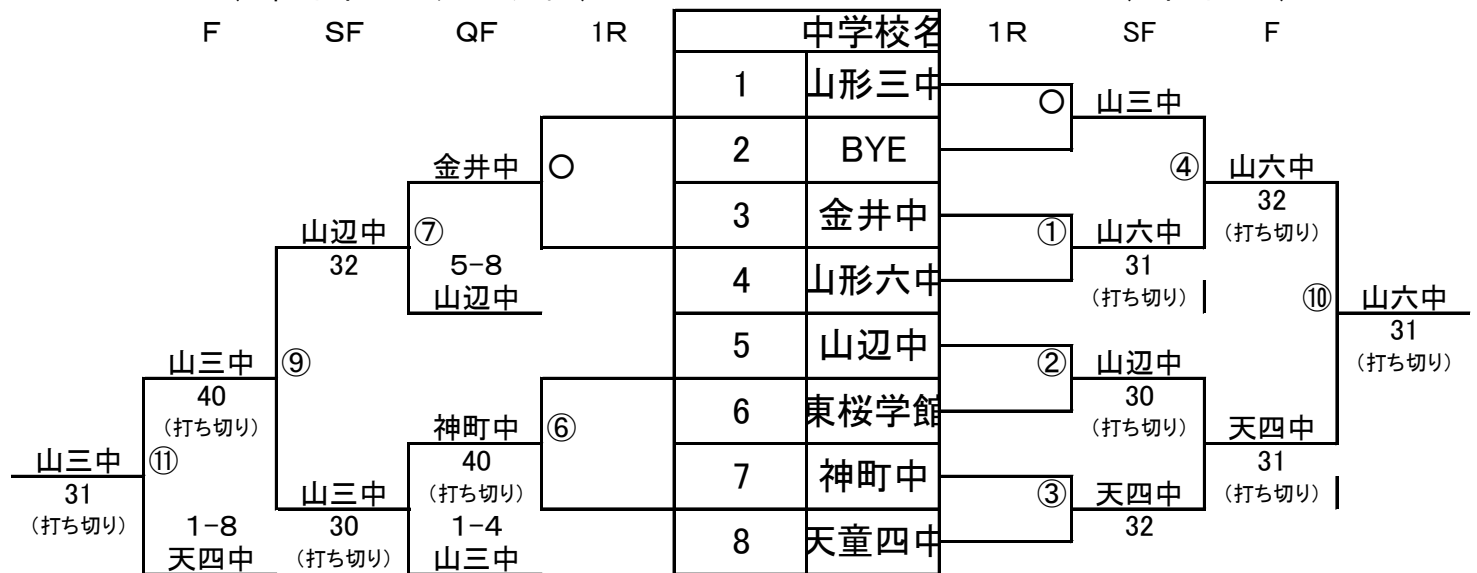 F SF QF 1R 中学校名 1R SF F
1 山形三中 〇 山三中
2 BYE
金井中 〇 ④ 山六中
32
3 金井中 ① 山六中 (打ち切り)
山辺中 ⑦
32 5-8 31
山辺中 4 山形六中 (打ち切り) ⑩ 山六中
31
5 山辺中 ② 山辺中 (打ち切り)
山三中 ⑨
40 30
(打ち切り) 神町中 ⑥ 6 東桜学館 (打ち切り) 天四中
山三中 ⑪ 40 31
31 山三中 (打ち切り) 7 神町中 ③ 天四中 (打ち切り)
(打ち切り) 1-8 30 1-4 32
天四中 (打ち切り) 山三中 8 天童四中